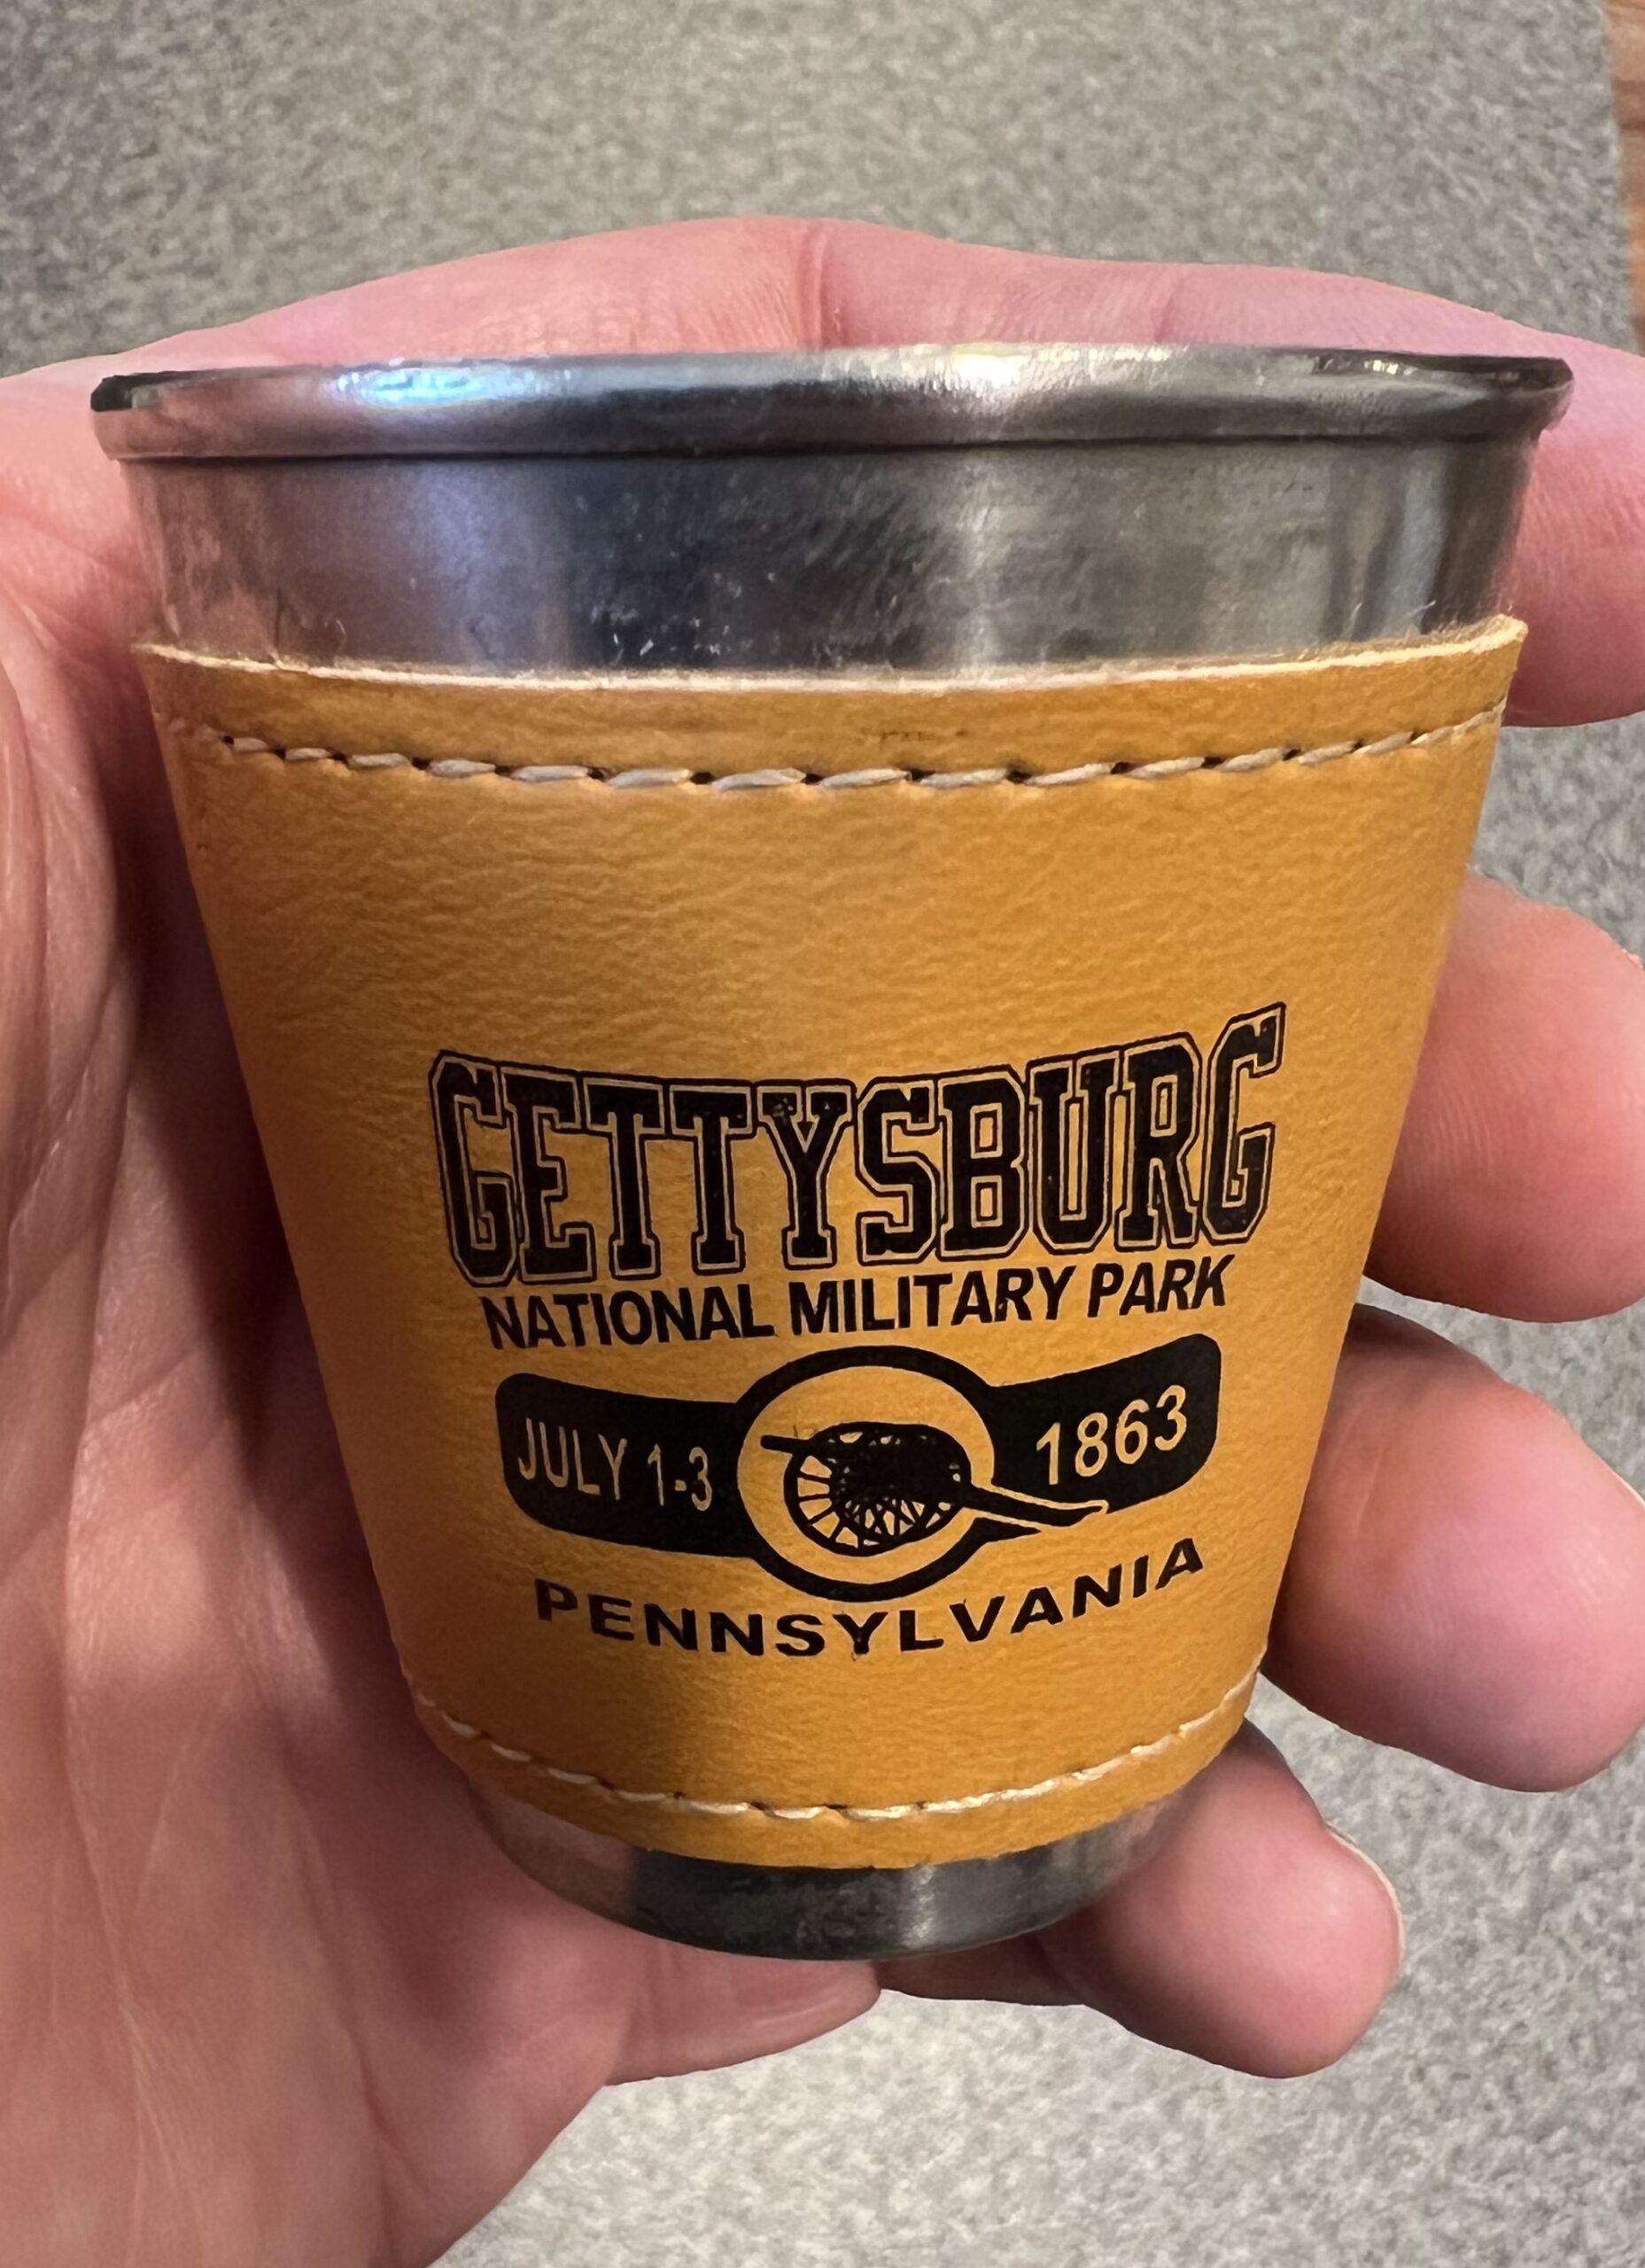 GETTYSBURG
NATIONAL MILITARY PARK
JULY 1-3 1863
PENNSYLVANIA